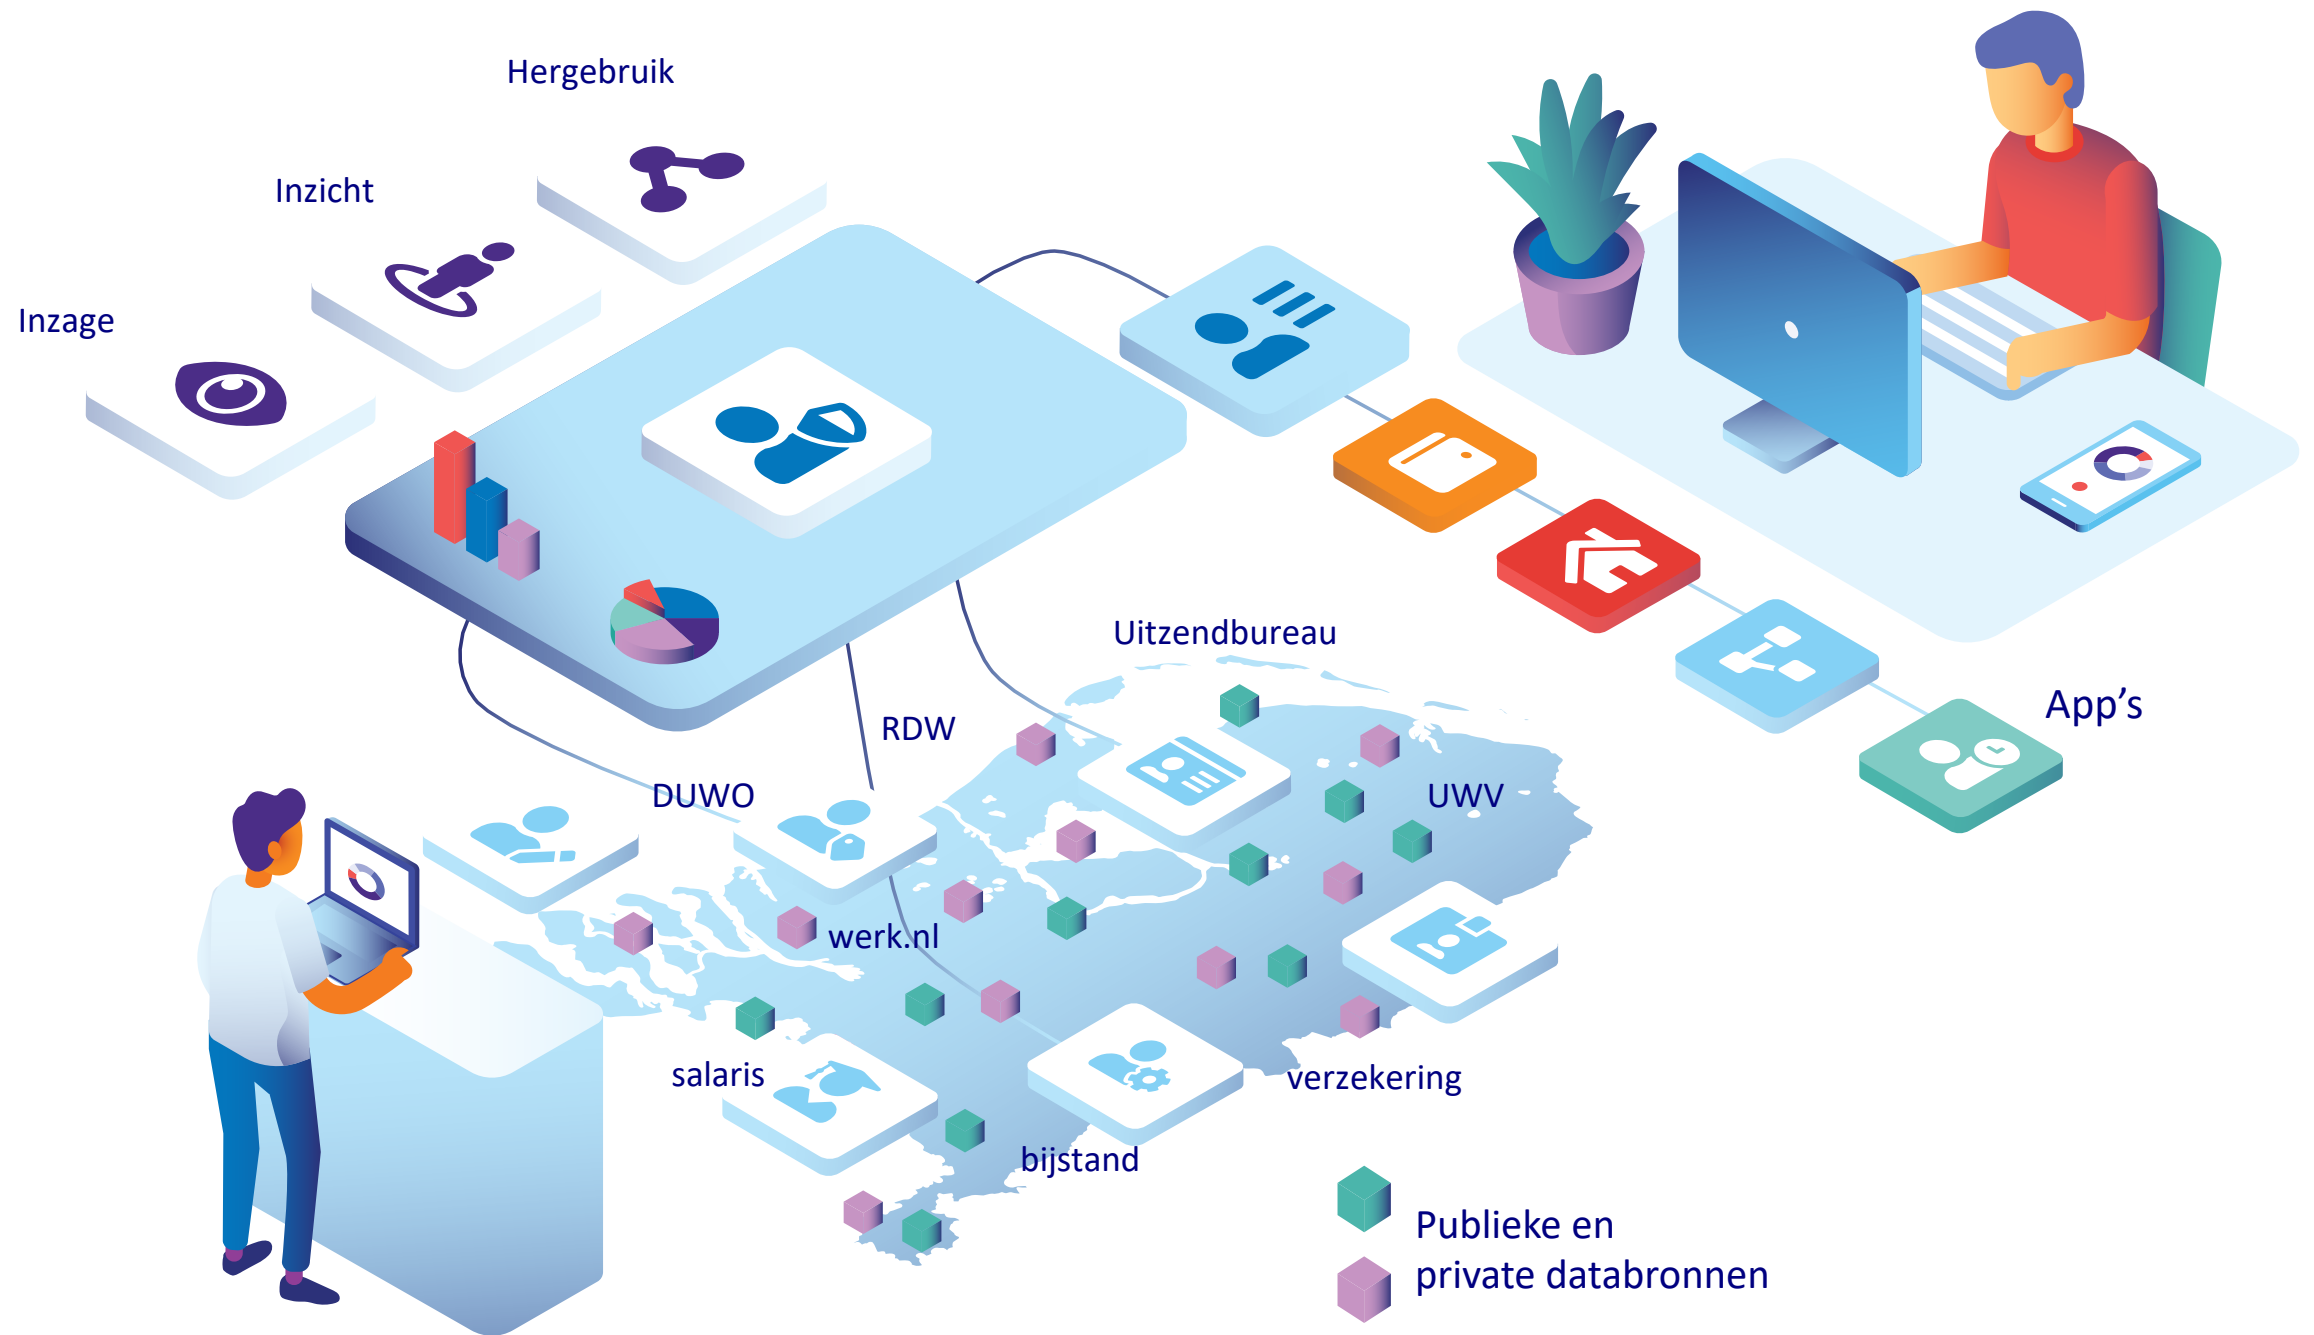 Hergebruik
Inzicht
Inzage
Uitzendbureau
App's
RDW
DUWO
UWV
werk.nl
salaris
verzekering
bijstand
Publieke en
private databronnen